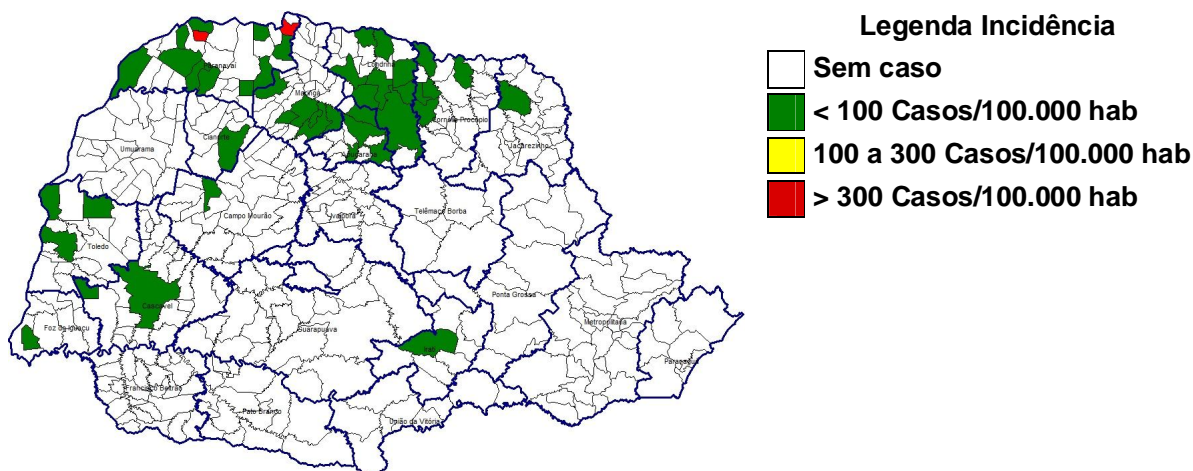 Legenda Incidência
Sem caso
< 100 Casos/100.000 hab
100 a 300 Casos/100.000 hab
> 300 Casos/100.000 hab
Paranavaí
Londrina
Maringá
Cornélio Procópio
Cianorte
Umuarama
Apucarana
Jacarezinho
Campo Mourão
Ivaiporã
Telêmaco Borba
Toledo
Cascavel
Ponta Grossa
Foz do Iguaçu
Guarapuava
Metropolitana
Irati
Paranaguá
Francisco Beltrão
Pato Branco
União da Vitória